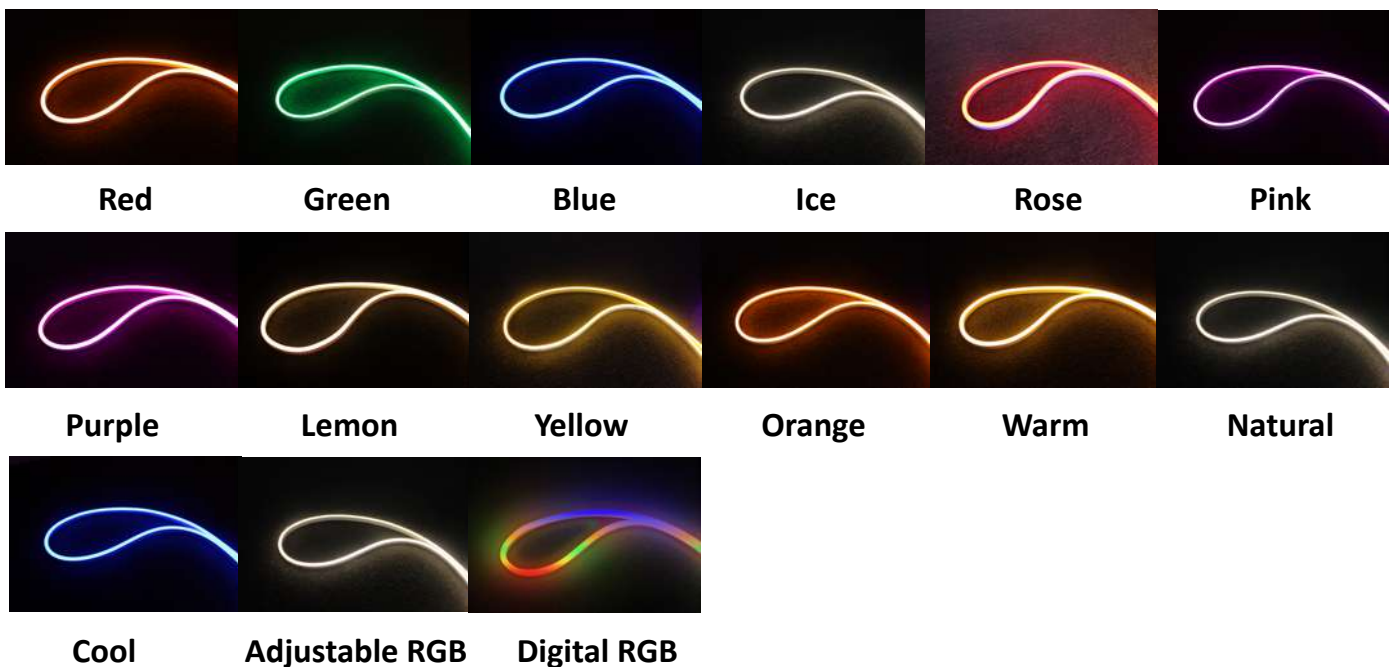 Red Green Blue Ice Rose Pink
Purple Lemon Yellow Orange Warm Natural
Cool Adjustable RGB Digital RGB